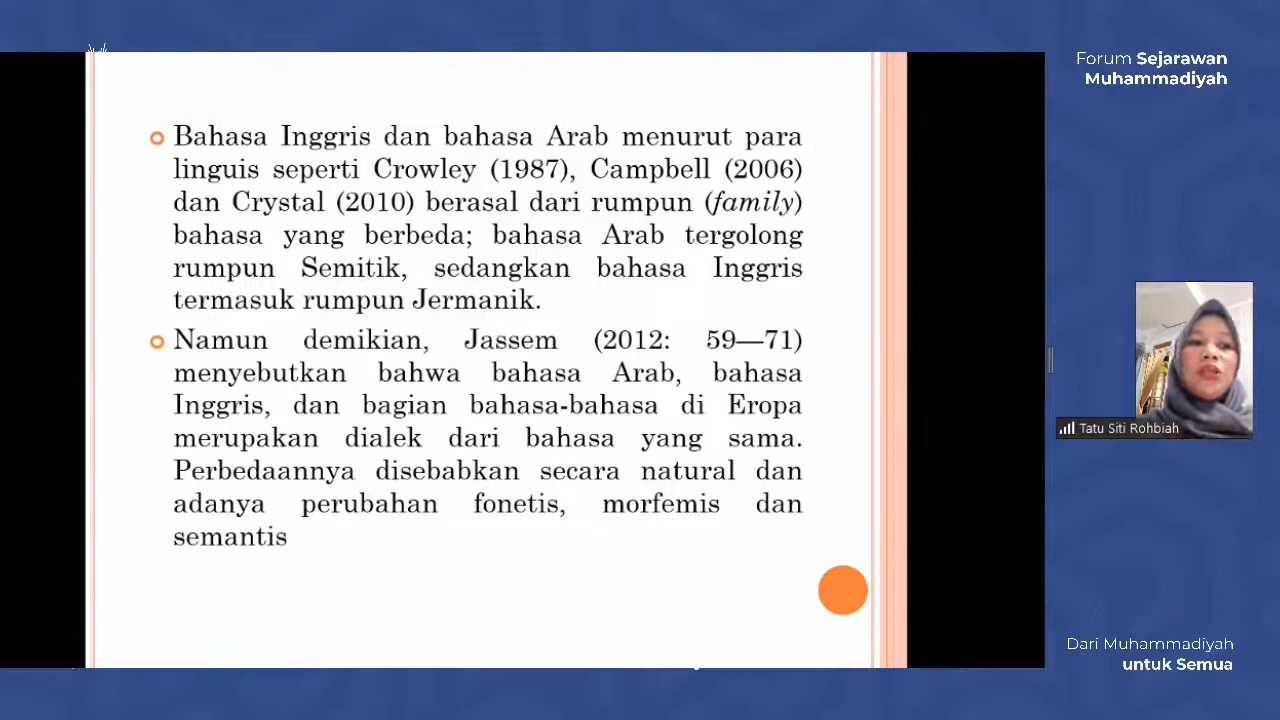 Forum Sejarawan
Muhammadiyah
Bahasa Inggris dan bahasa Arab menurut para
linguis seperti Crowley (1987), Campbell (2006)
dan Crystal (2010) berasal dari rumpun (family)
bahasa yang berbeda; bahasa Arab tergolong
rumpun Semitik, sedangkan bahasa Inggris
termasuk rumpun Jermanik.
Namun demikian, Jassem (2012: 59—71)
menyebutkan bahwa bahasa Arab, bahasa
Inggris, dan bagian bahasa-bahasa di Eropa
merupakan dialek dari bahasa yang sama.
Perbedaannya disebabkan secara natural dan
adanya perubahan fonetis, morfemis dan
semantis
Tatu Siti Rohbiah
Dari Muhammadiyah
untuk Semua